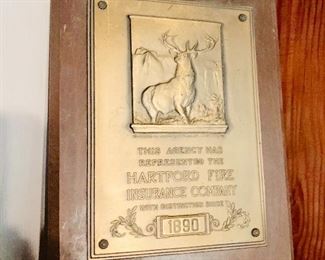 THIS AGENCY HAS
REPRESENTED THE
HARTFORD FIRE
INSURANCE COMPANY
WITH DISTINCTION SINCE
1890